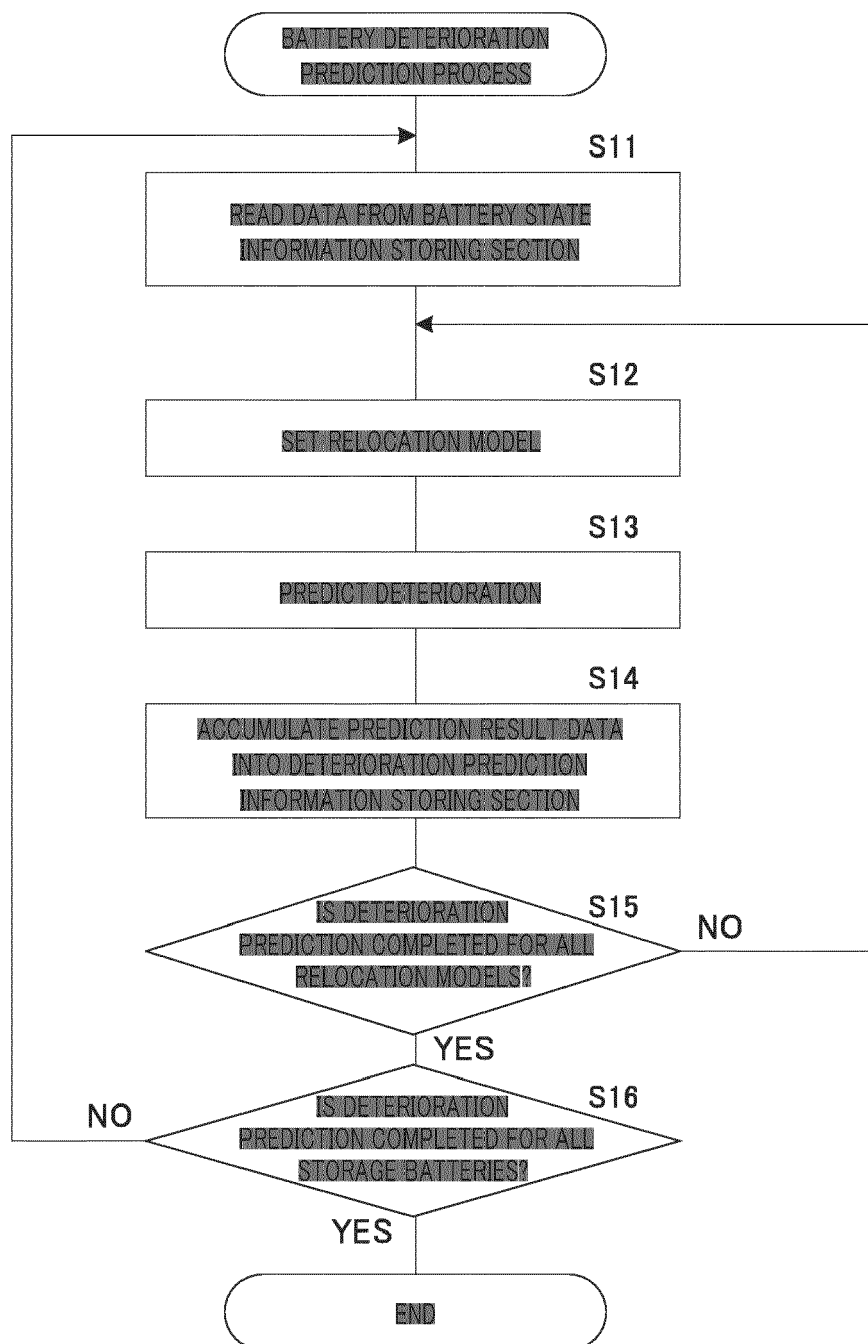 BATTERY DETERIORATION
PREDICTION PROCESS
S11
READ DATA FROM BATTERY STATE
INFORMATION STORING SECTION
S12
SET RELOCATION MODEL
S13
PREDICT DETERIORATION
S14
ACCUMULATE PREDICTION RESULT DATA
INTO DETERIORATION PREDICTION
INFORMATION STORING SECTION
S15
IS DETERIORATION
PREDICTION COMPLETED FOR ALL
RELOCATION MODELS?
NO
YES
S16
IS DETERIORATION
PREDICTION COMPLETED FOR ALL
STORAGE BATTERIES?
NO
YES
END